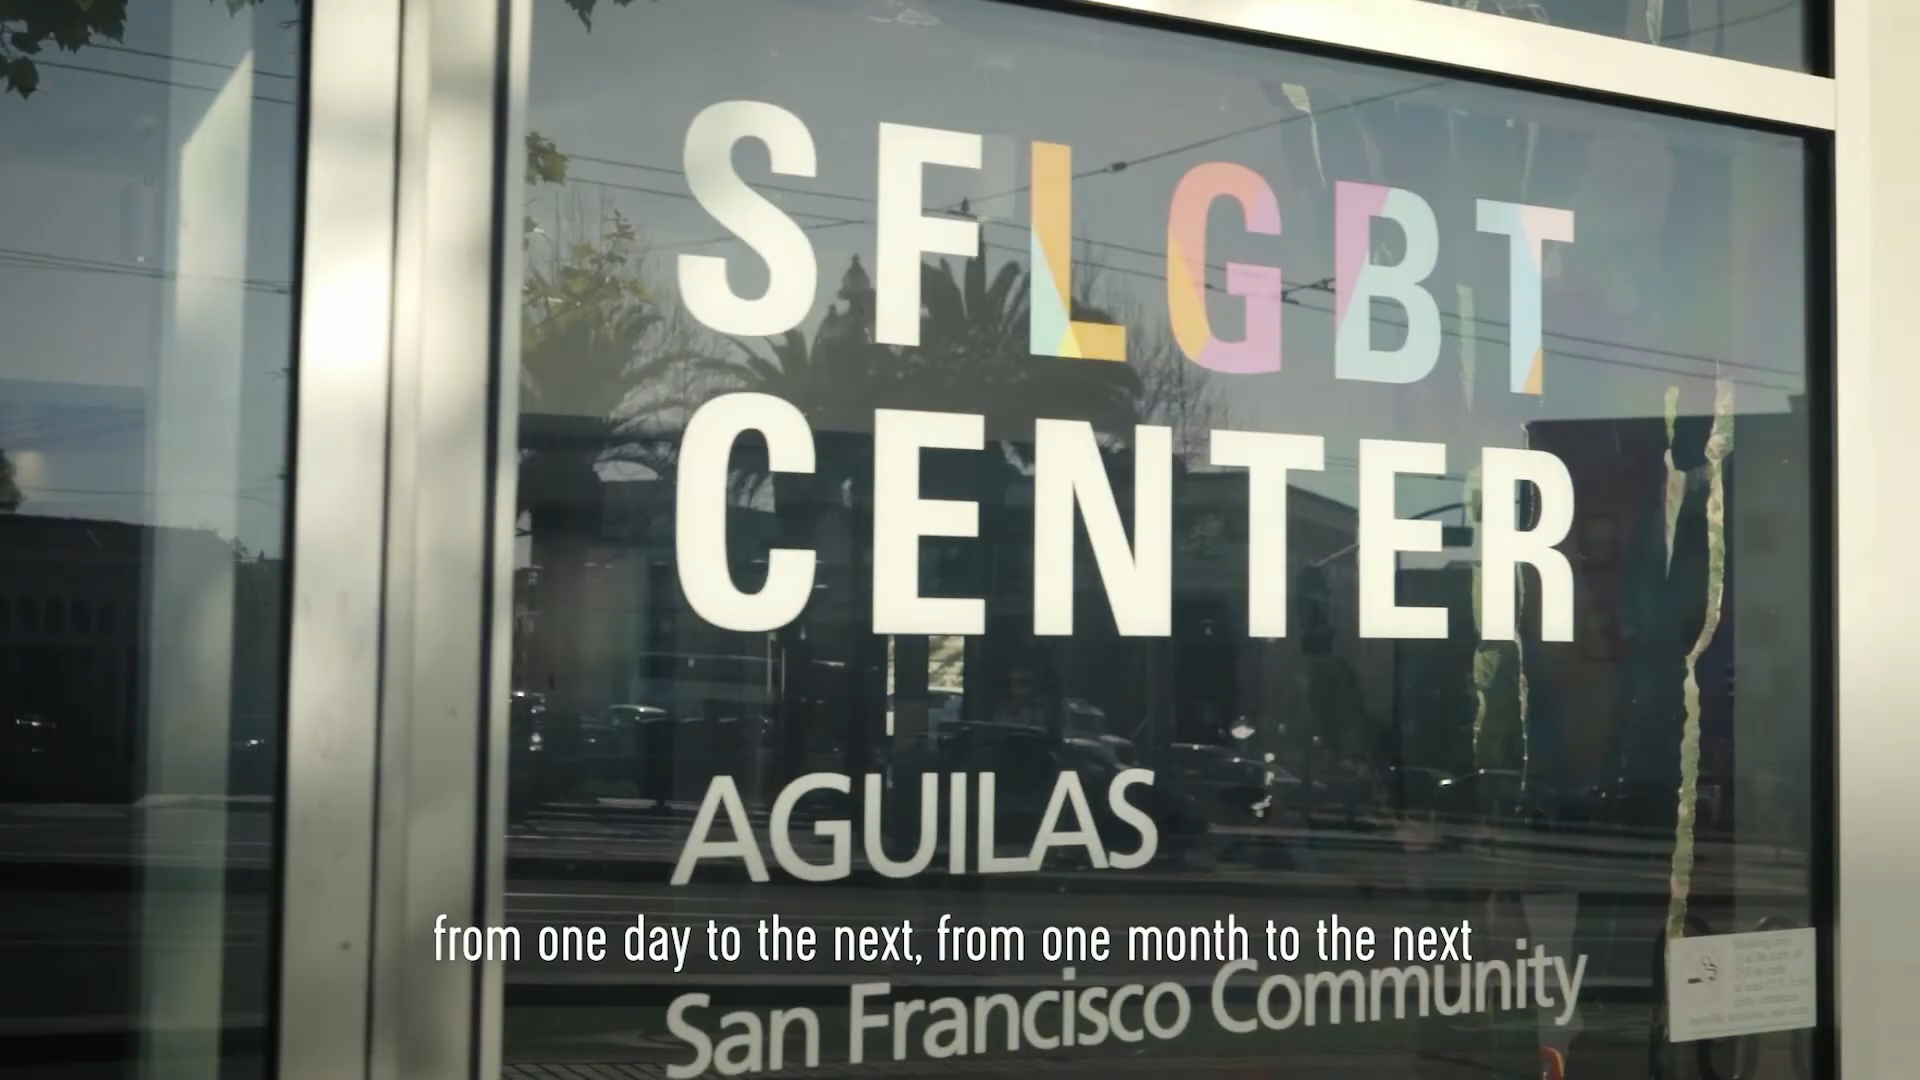 SFLGBT
CENTER
AGUILAS
from one day to the next, from one month to the next
San Francisco Community